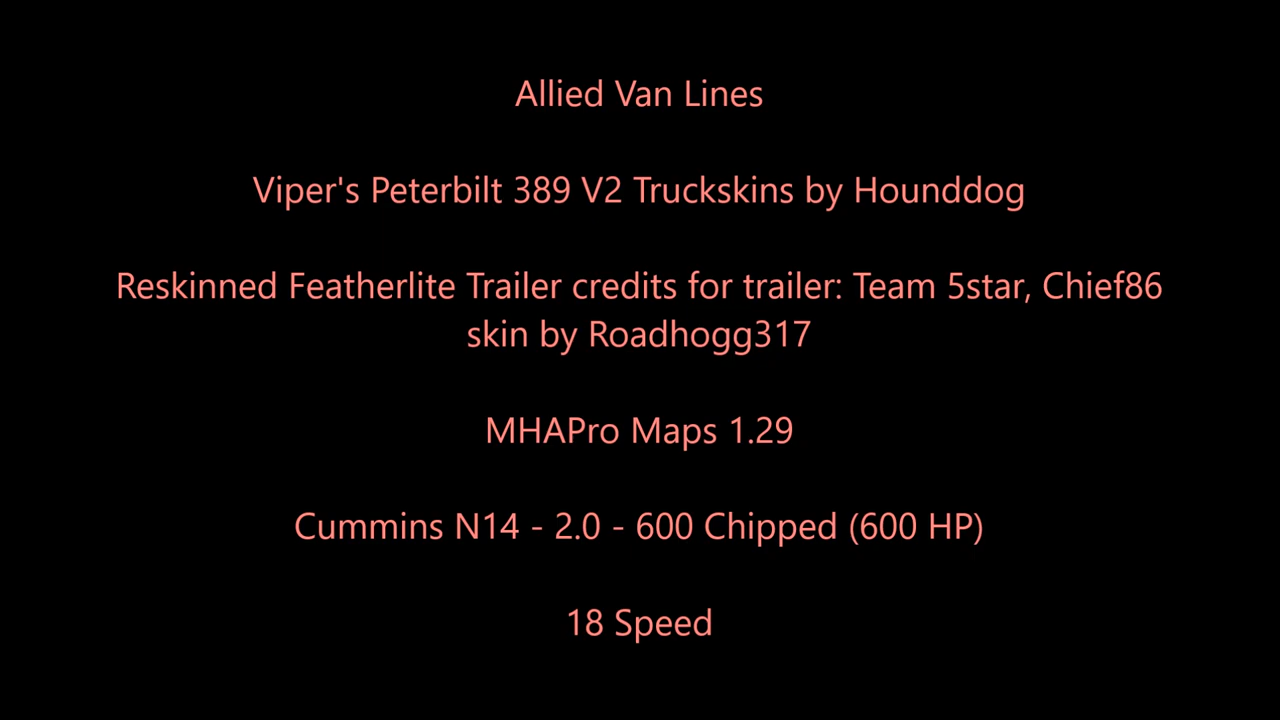 Allied Van Lines
Viper's Peterbilt 389 V2 Truckskins by Hounddog
Reskinned Featherlite Trailer credits for trailer: Team 5star, Chief86
skin by Roadhogg317
MHAPro Maps 1.29
Cummins N14 - 2.0 - 600 Chipped (600 HP)
18 Speed